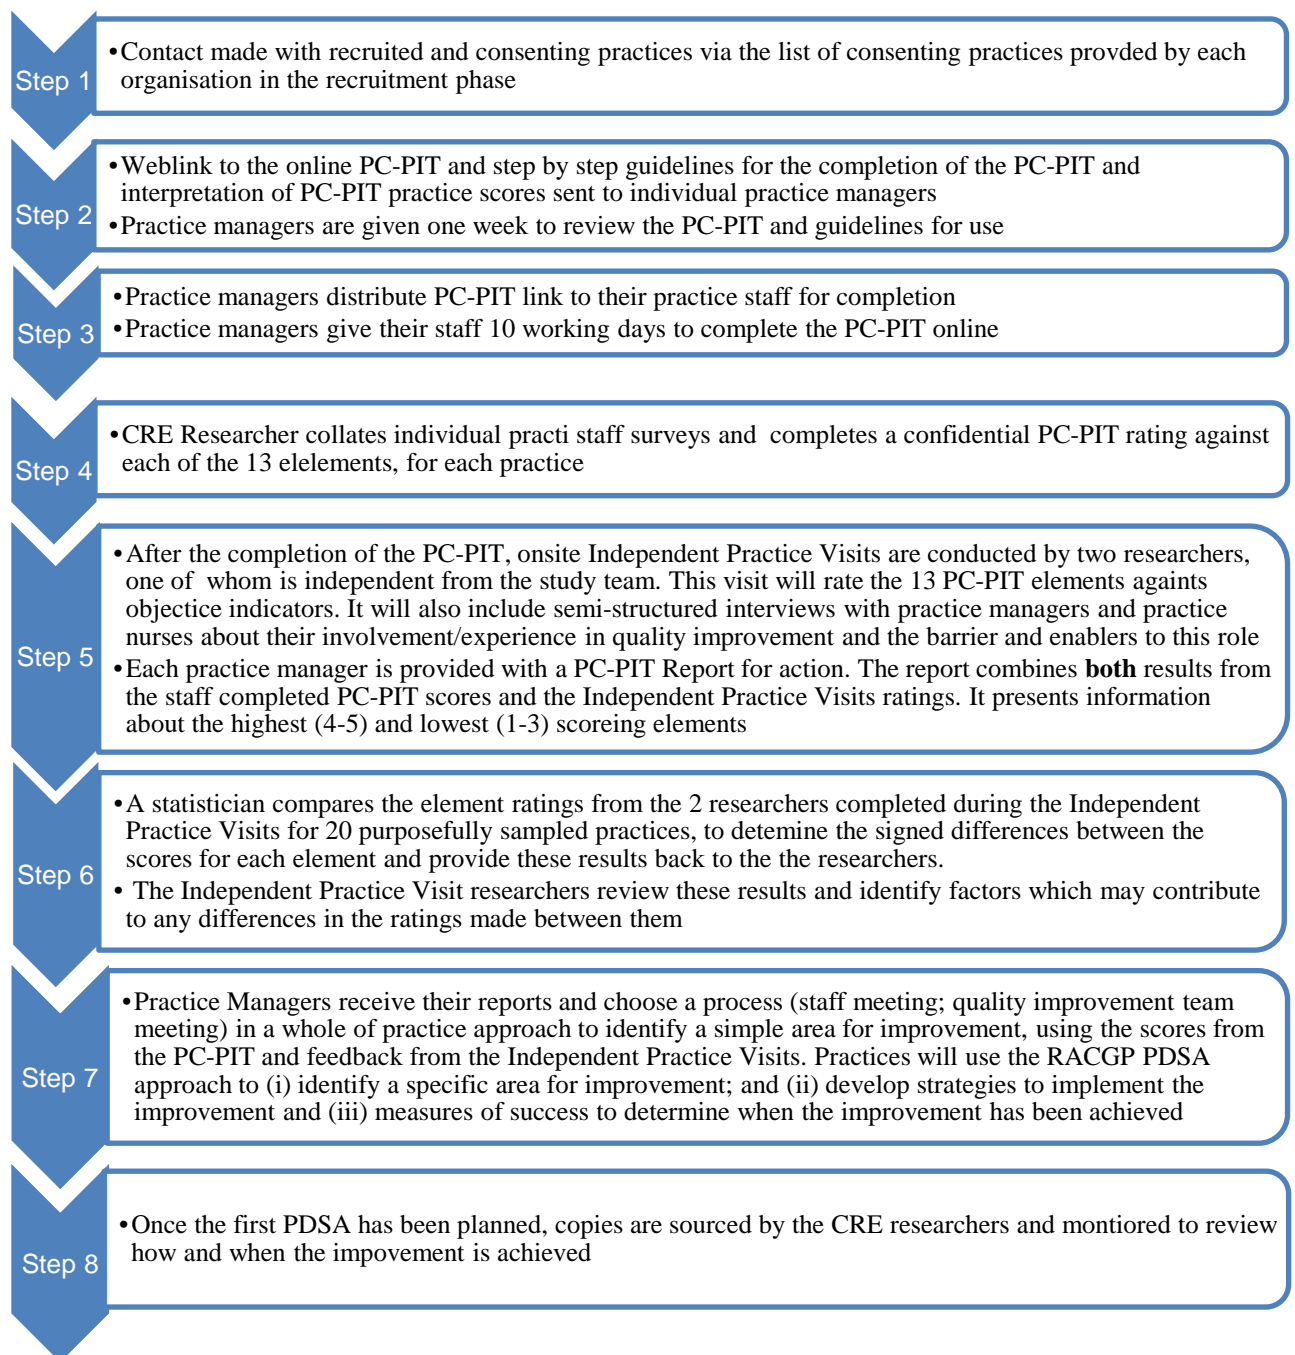 Step 1
•Contact made with recruited and consenting practices via the list of consenting practices provded by each
organisation in the recruitment phase
Step 2
•Weblink to the online PC-PIT and step by step guidelines for the completion of the PC-PIT and
interpretation of PC-PIT practice scores sent to individual practice managers
•Practice managers are given one week to review the PC-PIT and guidelines for use
Step 3
•Practice managers distribute PC-PIT link to their practice staff for completion
•Practice managers give their staff 10 working days to complete the PC-PIT online
Step 4
•CRE Researcher collates individual practi staff surveys and completes a confidential PC-PIT rating against
each of the 13 elelements, for each practice
Step 5
•After the completion of the PC-PIT, onsite Independent Practice Visits are conducted by two researchers,
one of whom is independent from the study team. This visit will rate the 13 PC-PIT elements againts
objectice indicators. It will also include semi-structured interviews with practice managers and practice
nurses about their involvement/experience in quality improvement and the barrier and enablers to this role
•Each practice manager is provided with a PC-PIT Report for action. The report combines both results from
the staff completed PC-PIT scores and the Independent Practice Visits ratings. It presents information
about the highest (4-5) and lowest (1-3) scoreing elements
Step 6
•A statistician compares the element ratings from the 2 researchers completed during the Independent
Practice Visits for 20 purposefully sampled practices, to detemine the signed differences between the
scores for each element and provide these results back to the the researchers.
• The Independent Practice Visit researchers review these results and identify factors which may contribute
to any differences in the ratings made between them
Step 7
•Practice Managers receive their reports and choose a process (staff meeting; quality improvement team
meeting) in a whole of practice approach to identify a simple area for improvement, using the scores from
the PC-PIT and feedback from the Independent Practice Visits. Practices will use the RACGP PDSA
approach to (i) identify a specific area for improvement; and (ii) develop strategies to implement the
improvement and (iii) measures of success to determine when the improvement has been achieved
Step 8
•Once the first PDSA has been planned, copies are sourced by the CRE researchers and montiored to review
how and when the impovement is achieved